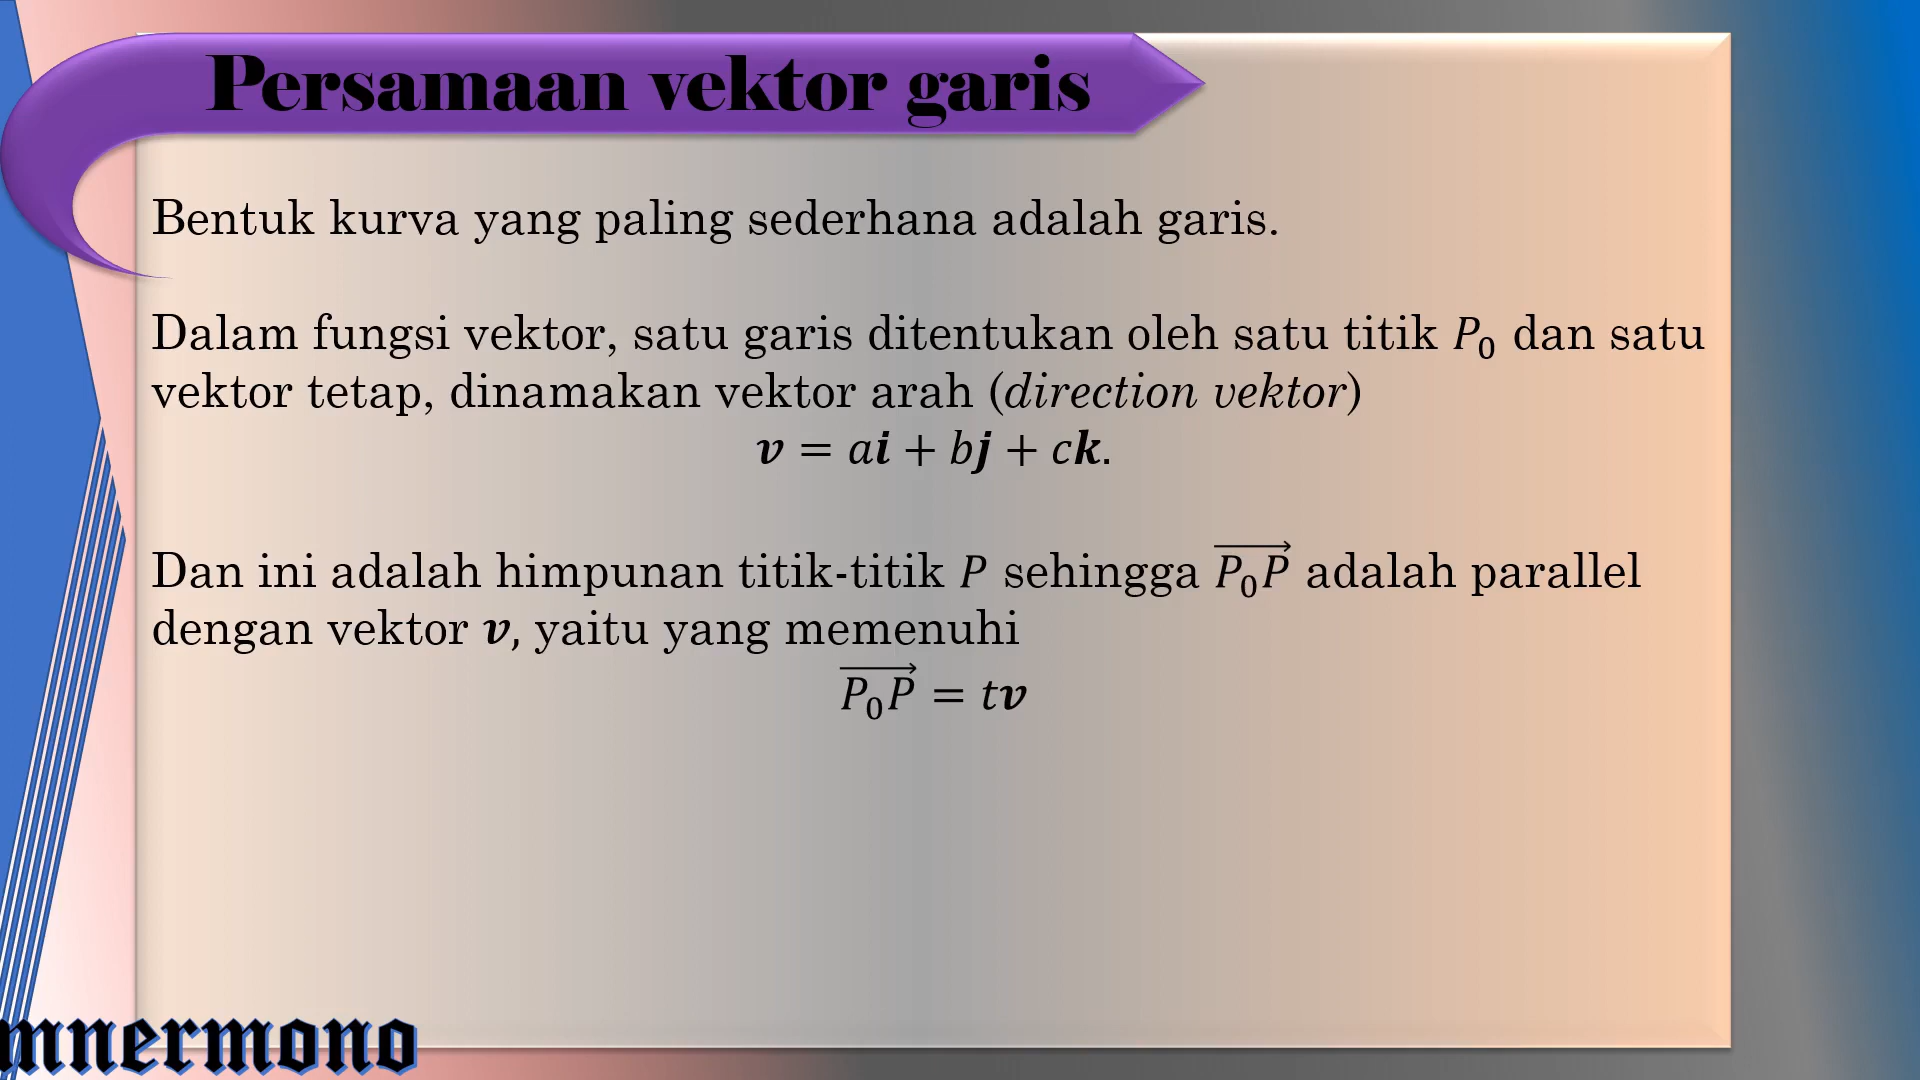 Persamaan vektor garis
Bentuk kurva yang paling sederhana adalah garis.
Dalam fungsi vektor, satu garis ditentukan oleh satu titik P₀ dan satu
vektor tetap, dinamakan vektor arah (direction vektor)
v = ai + bj + ck.
Dan ini adalah himpunan titik-titik P sehingga \overrightarrow{P₀P} adalah parallel
dengan vektor v, yaitu yang memenuhi
\overrightarrow{P₀P} = tv
mnermono